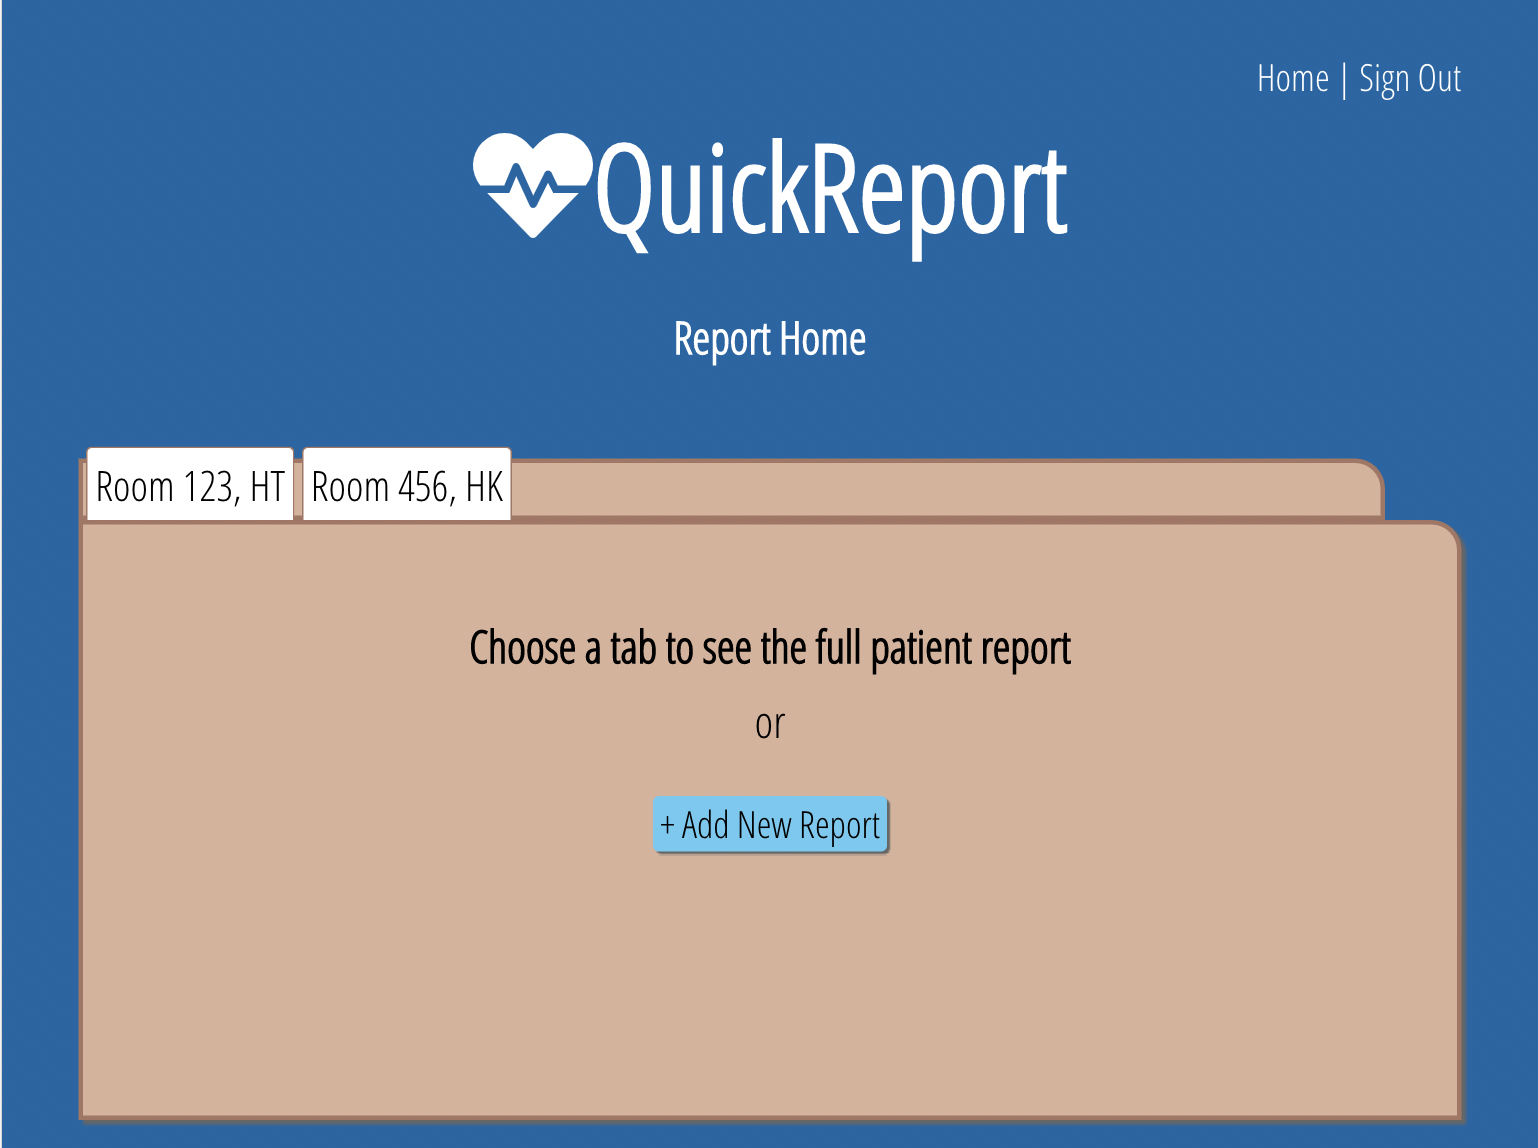 Home | Sign Out
QuickReport
Report Home
Room 123, HT
Room 456, HK
Choose a tab to see the full patient report
or
+ Add New Report